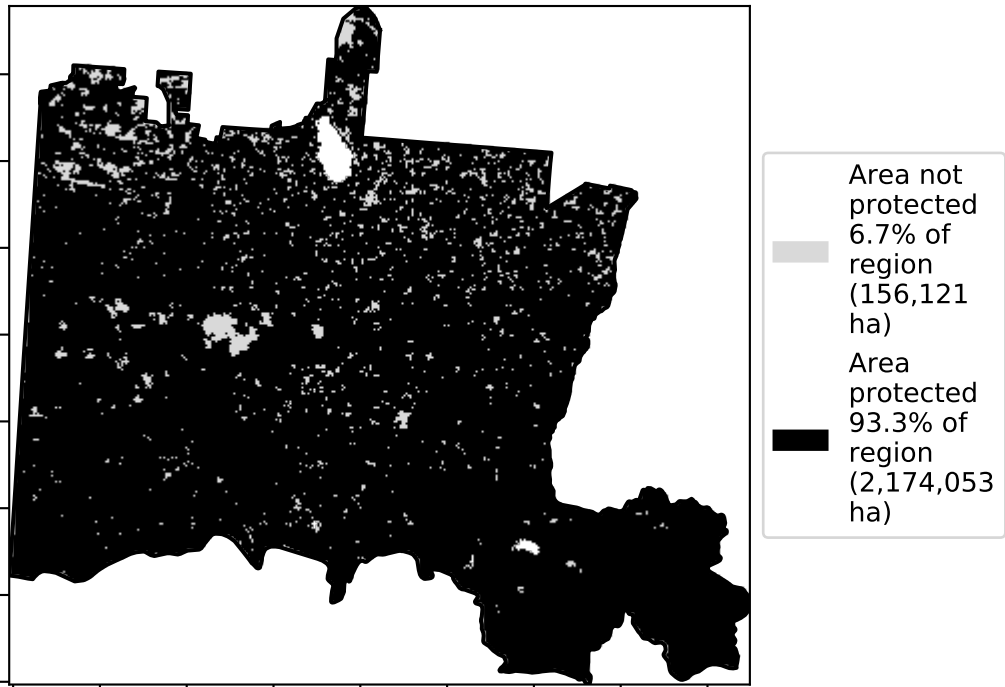 Area not
protected
6.7% of
region
(156,121
ha)
Area
protected
93.3% of
region
(2,174,053
ha)